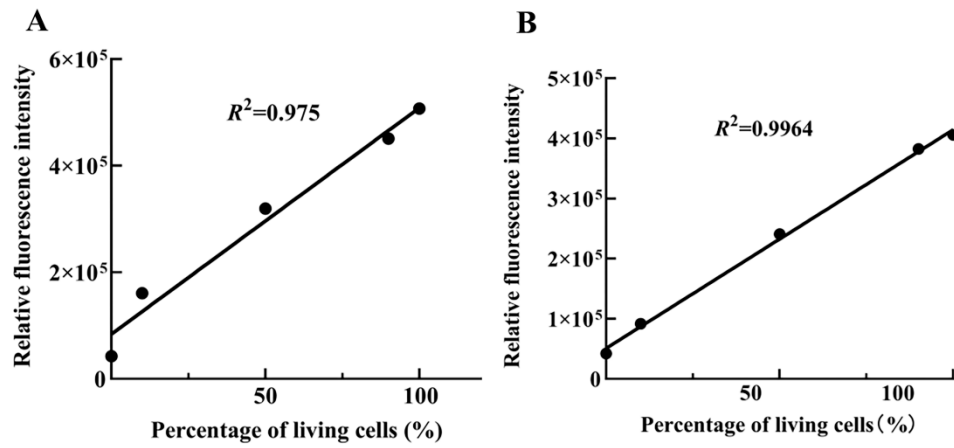 A
Relative fluorescence intensity
6×10⁵
4×10⁵
2×10⁵
0
R²=0.975
50
100
Percentage of living cells (%)
B
Relative fluorescence intensity
5×10⁵
4×10⁵
3×10⁵
2×10⁵
1×10⁵
0
R²=0.9964
50
100
Percentage of living cells（%）